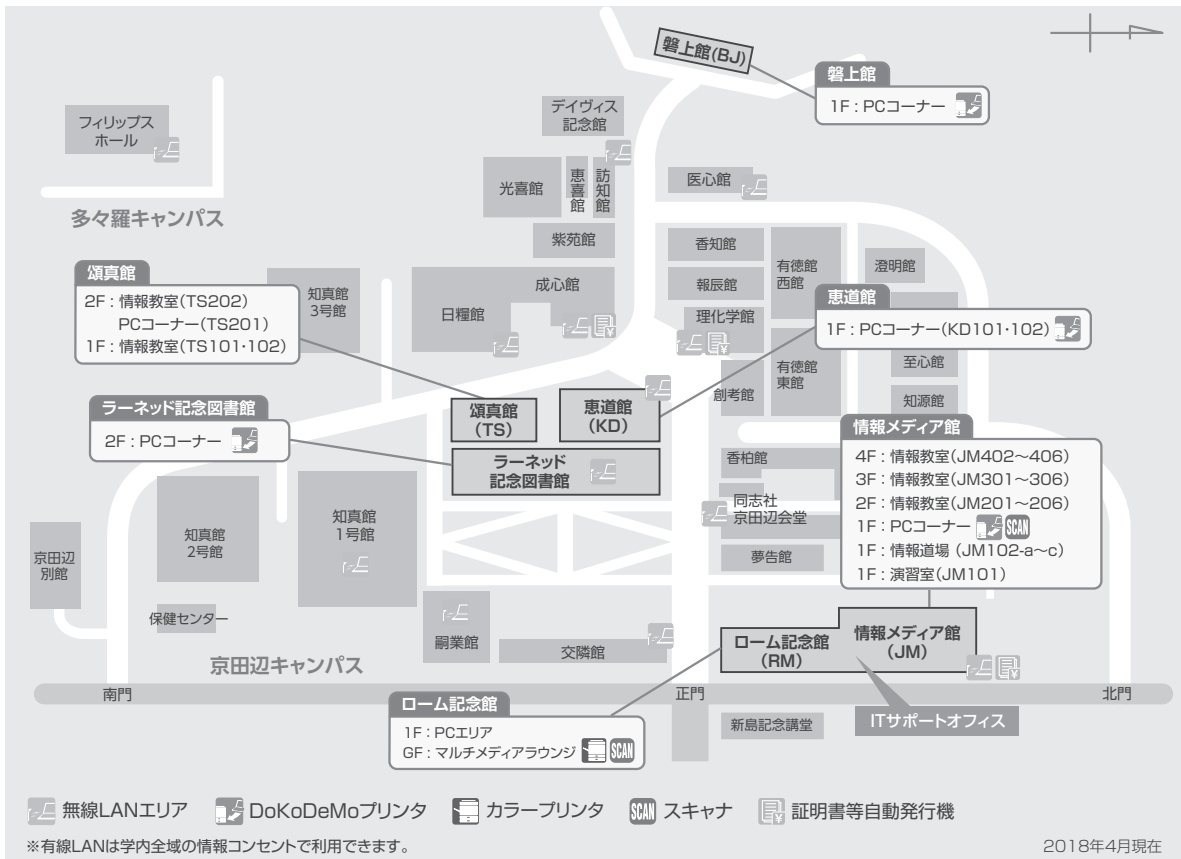 磐上館(BJ)
磐上館
1F：PCコーナー
デイヴィス
記念館
フィリップス
ホール
光喜館
恵喜館
訪知館
医心館
多々羅キャンパス
紫苑館
香知館
有徳館
西館
澄明館
頌真館
2F：情報教室(TS202)
PCコーナー(TS201)
1F：情報教室(TS101･102)
知真館
3号館
成心館
日糧館
報辰館
理化学館
恵道館
1F：PCコーナー(KD101･102)
至心館
有徳館
東館
創考館
知源館
ラーネッド記念図書館
2F：PCコーナー
頌真館
(TS)
恵道館
(KD)
ラーネッド
記念図書館
情報メディア館
4F：情報教室(JM402～406)
3F：情報教室(JM301～306)
2F：情報教室(JM201～206)
1F：PCコーナー SCAN
1F：情報道場 (JM102-a～c)
1F：演習室(JM101)
香柏館
同志社
京田辺会堂
夢告館
知真館
1号館
知真館
2号館
京田辺
別館
保健センター
嗣業館
交隣館
ローム記念館
(RM)
情報メディア館
(JM)
京田辺キャンパス
南門
正門
北門
ローム記念館
1F：PCエリア
GF：マルチメディアラウンジ SCAN
新島記念講堂
ITサポートオフィス
無線LANエリア
DoKoDeMoプリンタ
カラープリンタ
SCAN スキャナ
証明書等自動発行機
※有線LANは学内全域の情報コンセントで利用できます。
2018年4月現在